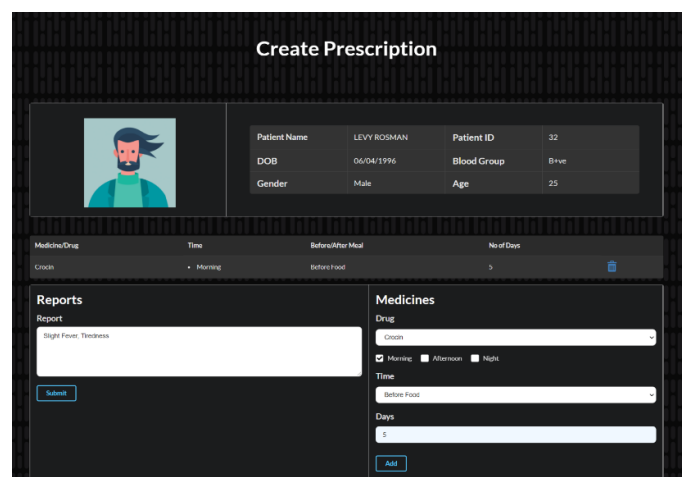 Create Prescription
Patient Name LEVY ROSMAN Patient ID 32
DOB 06/04/1996 Blood Group B+ve
Gender Male Age 25
Medicine/Drug Time Before/After Meal No of Days
Crocin • Morning Before Food 5
Reports
Report
Slight Fever, Tiredness
Submit
Medicines
Drug
Crocin
Morning Afternoon Night
Time
Before Food
Days
5
Add